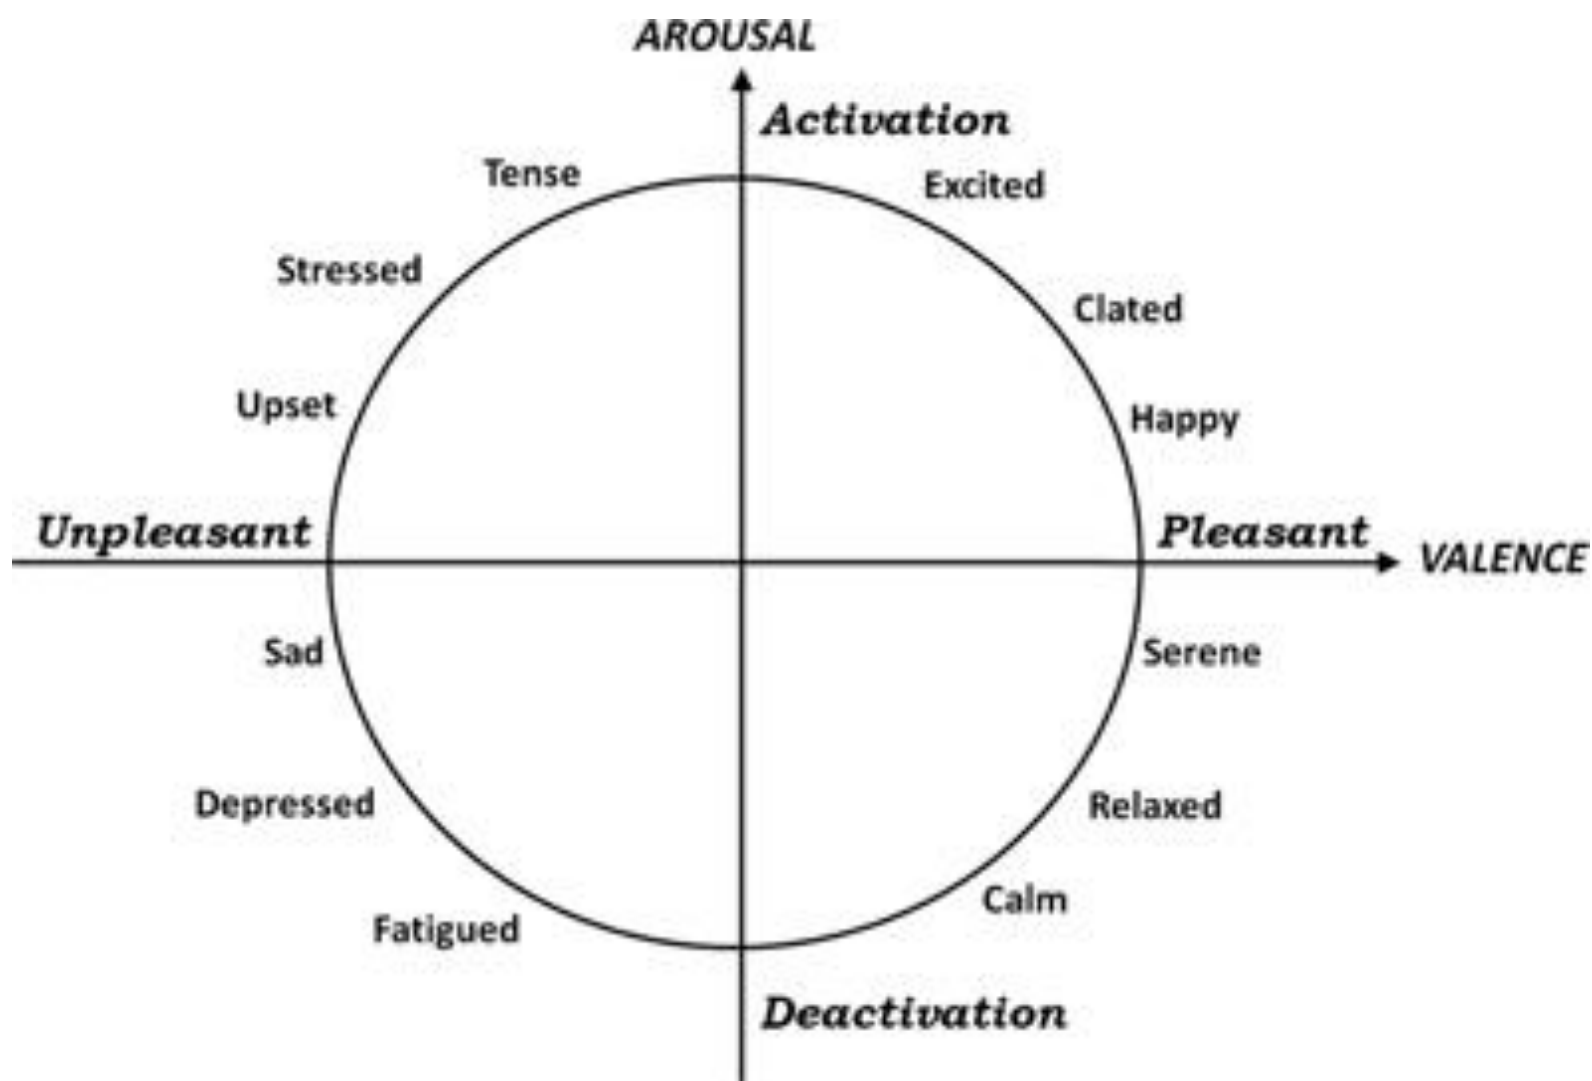 AROUSAL
Activation
Tense
Excited
Stressed
Clated
Upset
Happy
Unpleasant
Pleasant
VALENCE
Sad
Serene
Depressed
Relaxed
Calm
Fatigued
Deactivation